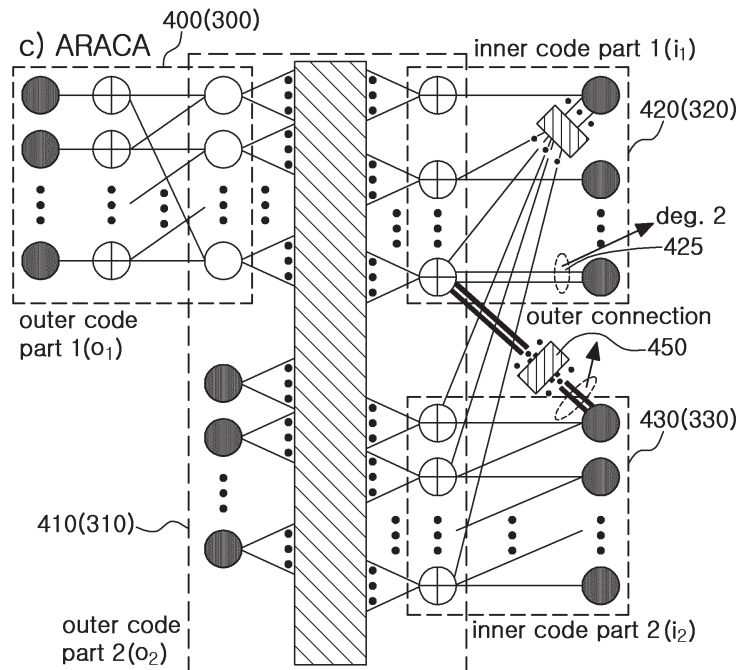 400(300)
c) ARACA
inner code part 1(i₁)
420(320)
deg. 2
425
outer code
part 1(o₁)
outer connection
450
430(330)
410(310)
outer code
part 2(o₂)
inner code part 2(i₂)